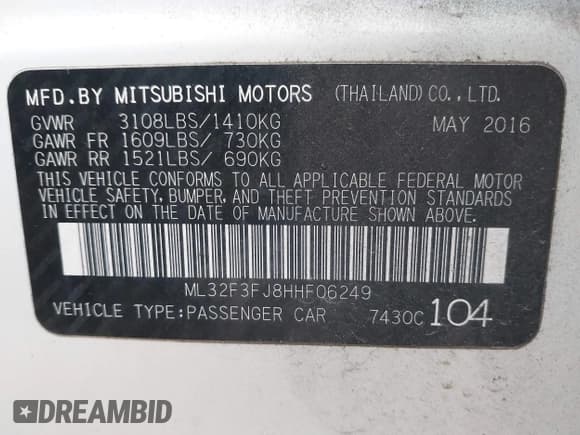 MFD.BY MITSUBISHI MOTORS (THAILAND)CO.,LTD.
GVWR 3108LBS/1410KG MAY 2016
GAWR FR 1609LBS/ 730KG
GAWR RR 1521LBS/ 690KG
THIS VEHICLE CONFORMS TO ALL APPLICABLE FEDERAL MOTOR
VEHICLE SAFETY, BUMPER, AND THEFT PREVENTION STANDARDS
IN EFFECT ON THE DATE OF MANUFACTURE SHOWN ABOVE.
ML32F3FJ8HHF06249
VEHICLE TYPE:PASSENGER CAR 7430C 104
DREAMBID